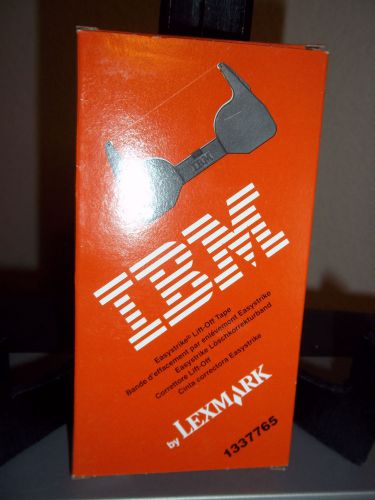 IBM
IBM
Easystrike® Lift-Off Tape
Bande d'effacement par enlèvement Easystrike
Easystrike Löschkorrekturband
Correttore Lift-Off
Cinta correctora Easystrike
by LEXMARK
1337765